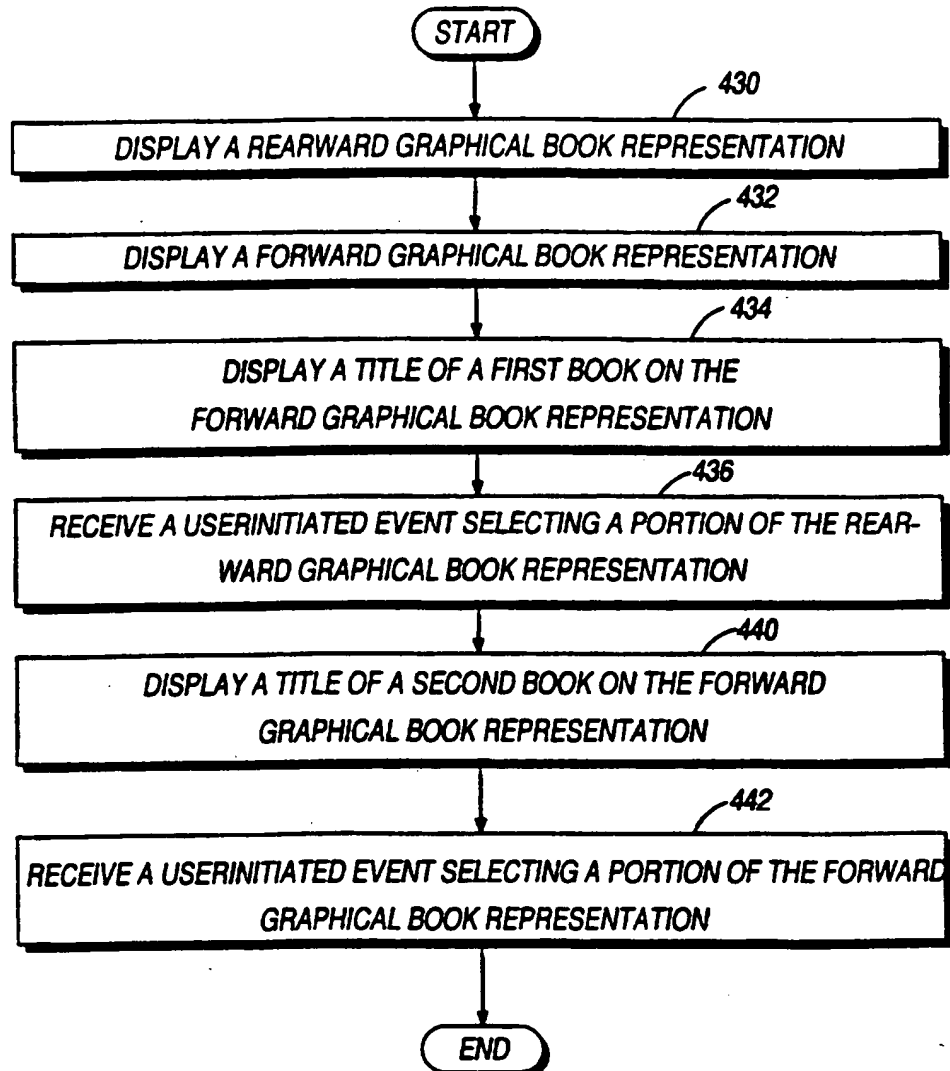 START
430
DISPLAY A REARWARD GRAPHICAL BOOK REPRESENTATION
432
DISPLAY A FORWARD GRAPHICAL BOOK REPRESENTATION
434
DISPLAY A TITLE OF A FIRST BOOK ON THE
FORWARD GRAPHICAL BOOK REPRESENTATION
436
RECEIVE A USERINITIATED EVENT SELECTING A PORTION OF THE REAR-
WARD GRAPHICAL BOOK REPRESENTATION
440
DISPLAY A TITLE OF A SECOND BOOK ON THE FORWARD
GRAPHICAL BOOK REPRESENTATION
442
RECEIVE A USERINITIATED EVENT SELECTING A PORTION OF THE FORWARD
GRAPHICAL BOOK REPRESENTATION
END